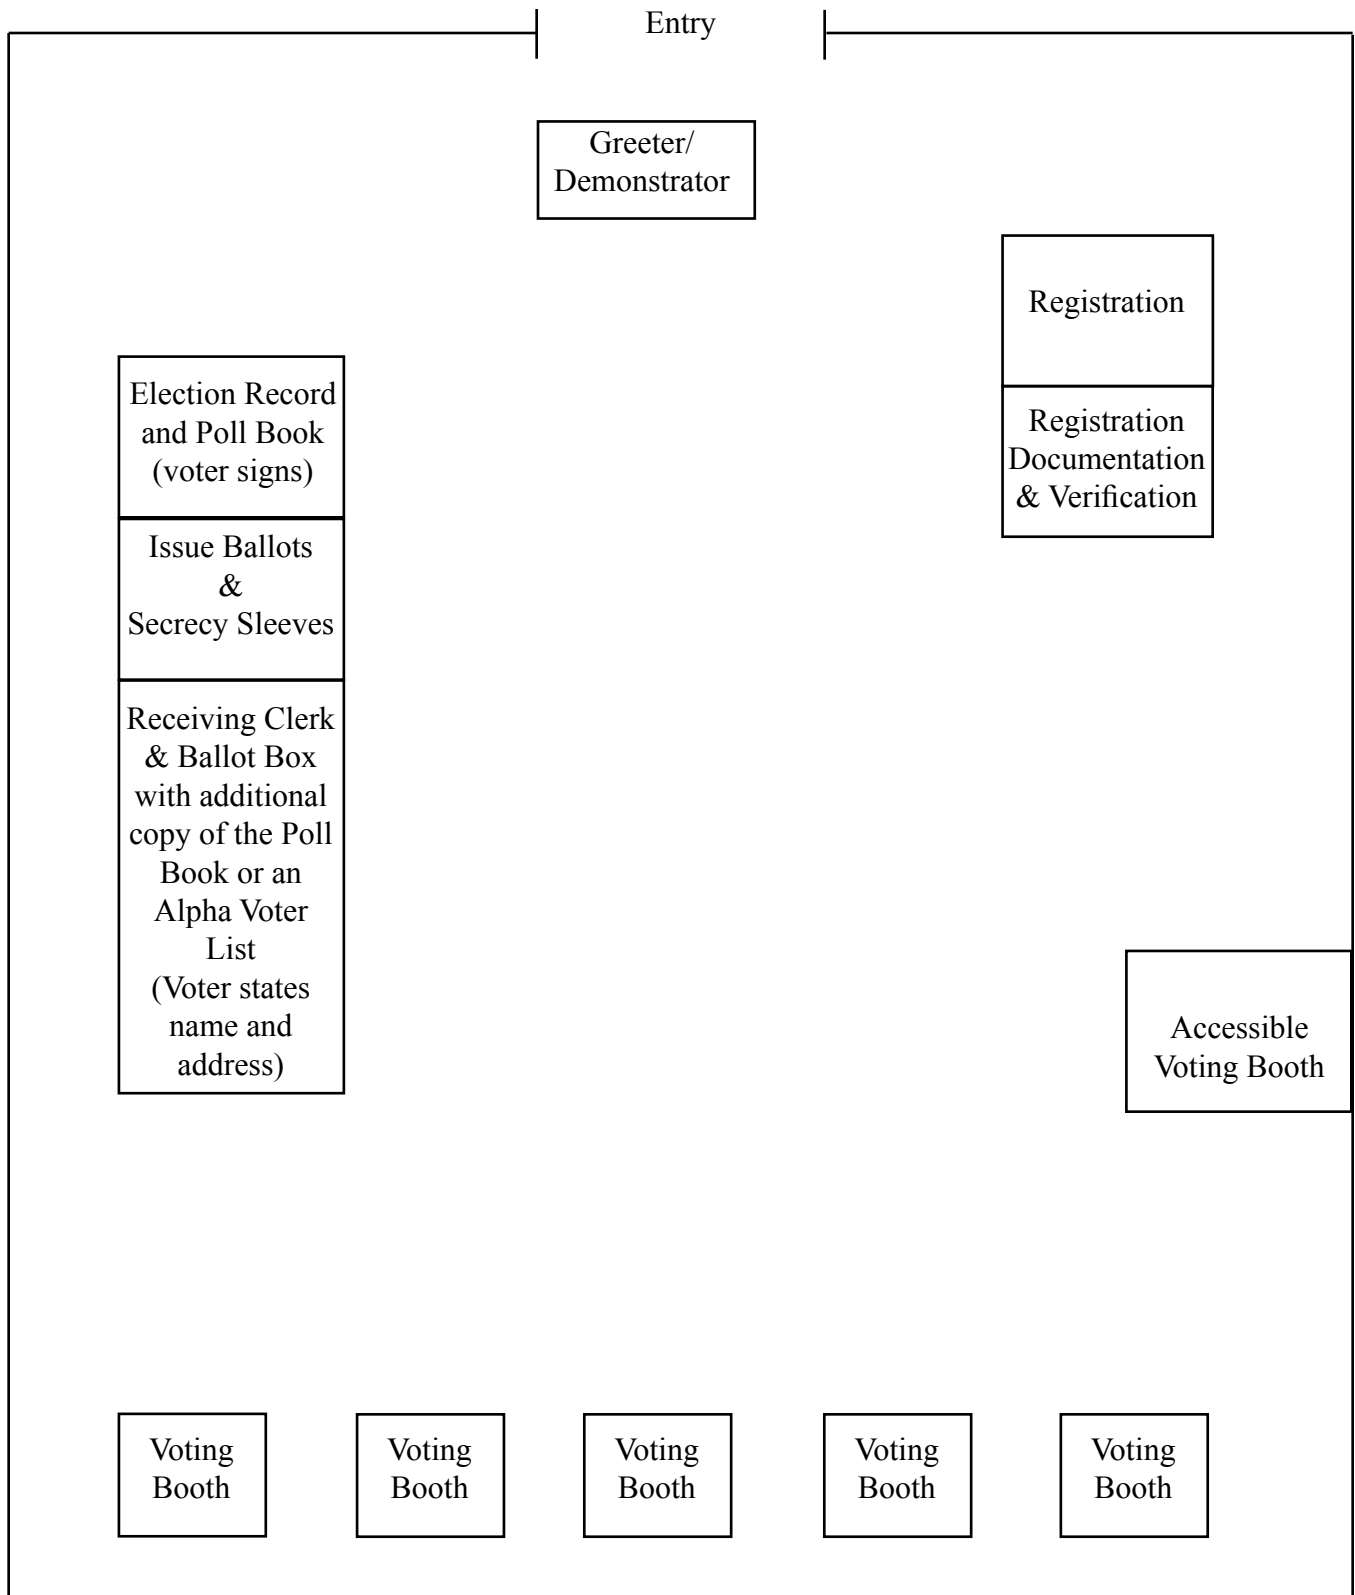 Entry
Greeter/
Demonstrator
Registration
Registration
Documentation
& Verification
Election Record
and Poll Book
(voter signs)
Issue Ballots
&
Secrecy Sleeves
Receiving Clerk
& Ballot Box
with additional
copy of the Poll
Book or an
Alpha Voter
List
(Voter states
name and
address)
Accessible
Voting Booth
Voting
Booth
Voting
Booth
Voting
Booth
Voting
Booth
Voting
Booth